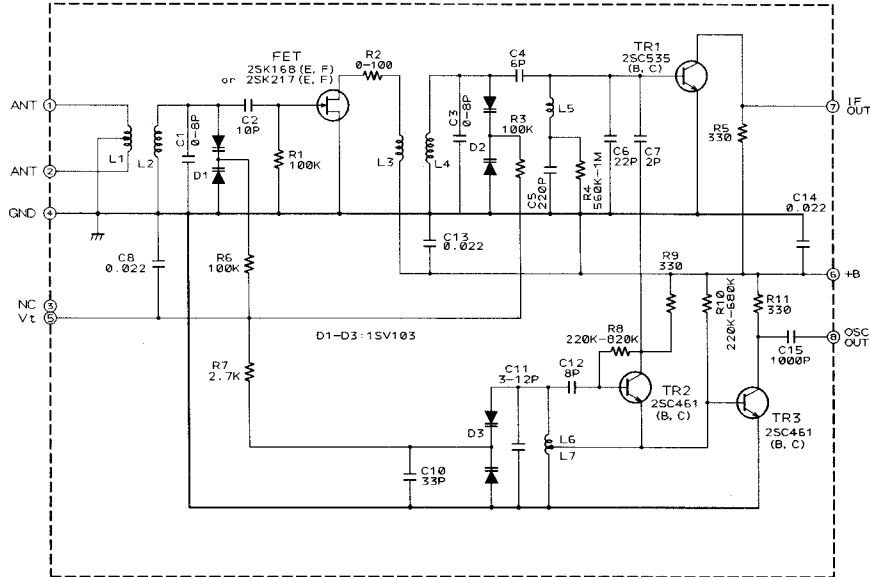 FET
2SK168(E, F)
or 2SK217(E, F)
R2
0-100
C4
6P
TR1
2SC535
(B, C)
ANT 1
C1
0-8P
C2
10P
C3
0-8P
R3
100K
L5
7 IF
OUT
R5
330
L1
L2
D1
R1
100K
L3
L4
D2
C5
220P
R4
560K-1M
C6
22P
C7
2P
ANT 2
GND 4
C14
0.022
C8
0.022
R6
100K
C13
0.022
R9
330
6 +B
NC 3
Vt 5
D1-D3:1SV103
R10
220K-680K
R11
330
R8
220K-820K
8 OSC
OUT
C15
1000P
R7
2.7K
C11
3-12P
C12
8P
TR2
2SC461
(B, C)
TR3
2SC461
(B, C)
D3
L6
L7
C10
33P